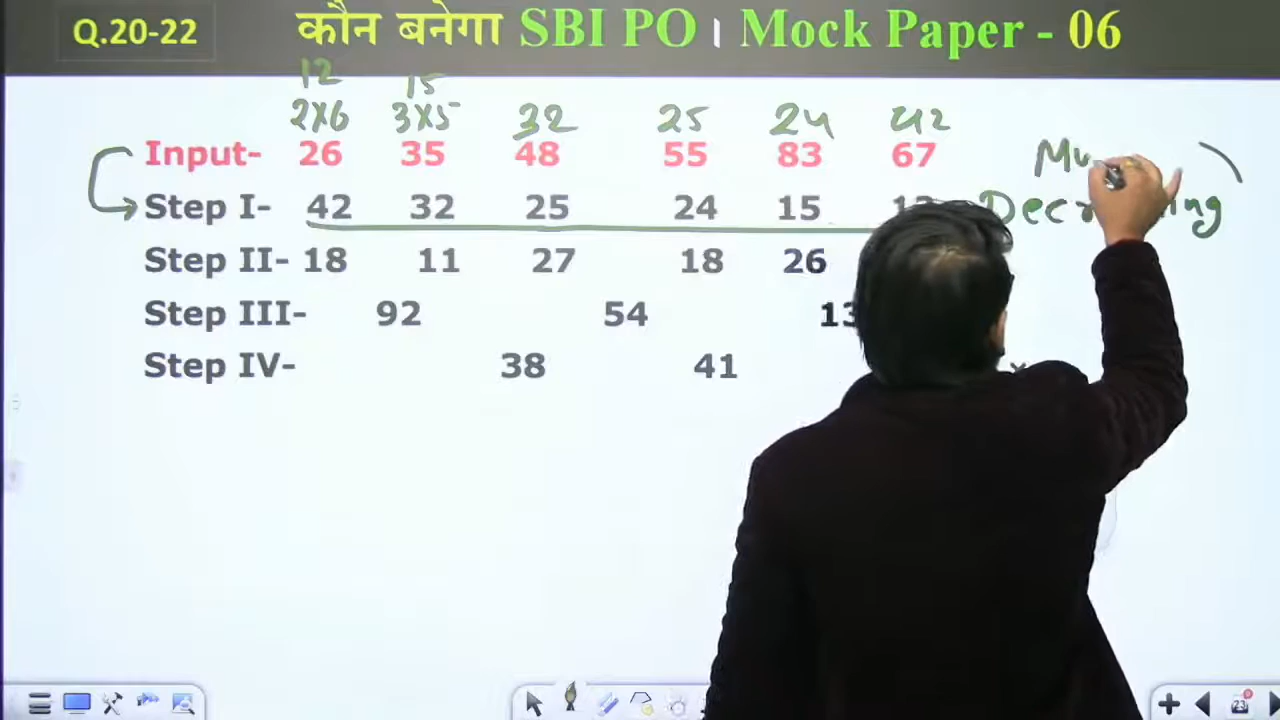 Q.20-22 कौन बनेगा SBI PO । Mock Paper - 06
12 15
2X6 3X5 32 25 24 42
Input- 26 35 48 55 83 67
Step I- 42 32 25 24 15
Step II- 18 11 27 18 26
Step III- 92 54
Step IV- 38 41
23